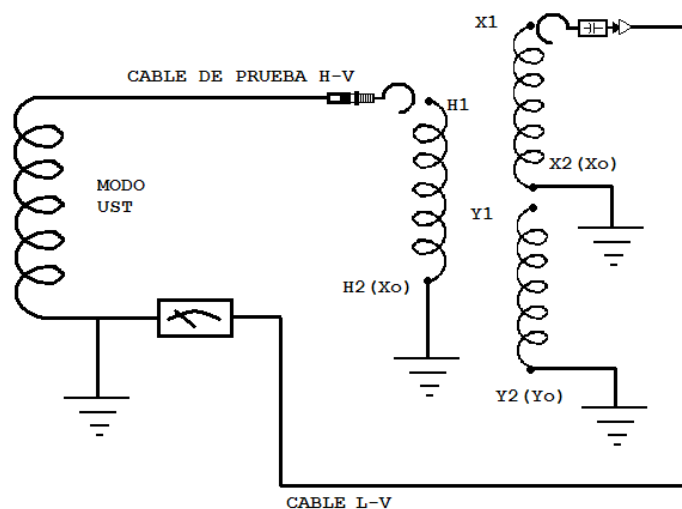 X1
CABLE DE PRUEBA H-V
H1
X2(Xo)
MODO
UST
Y1
H2(Xo)
Y2(Yo)
CABLE L-V